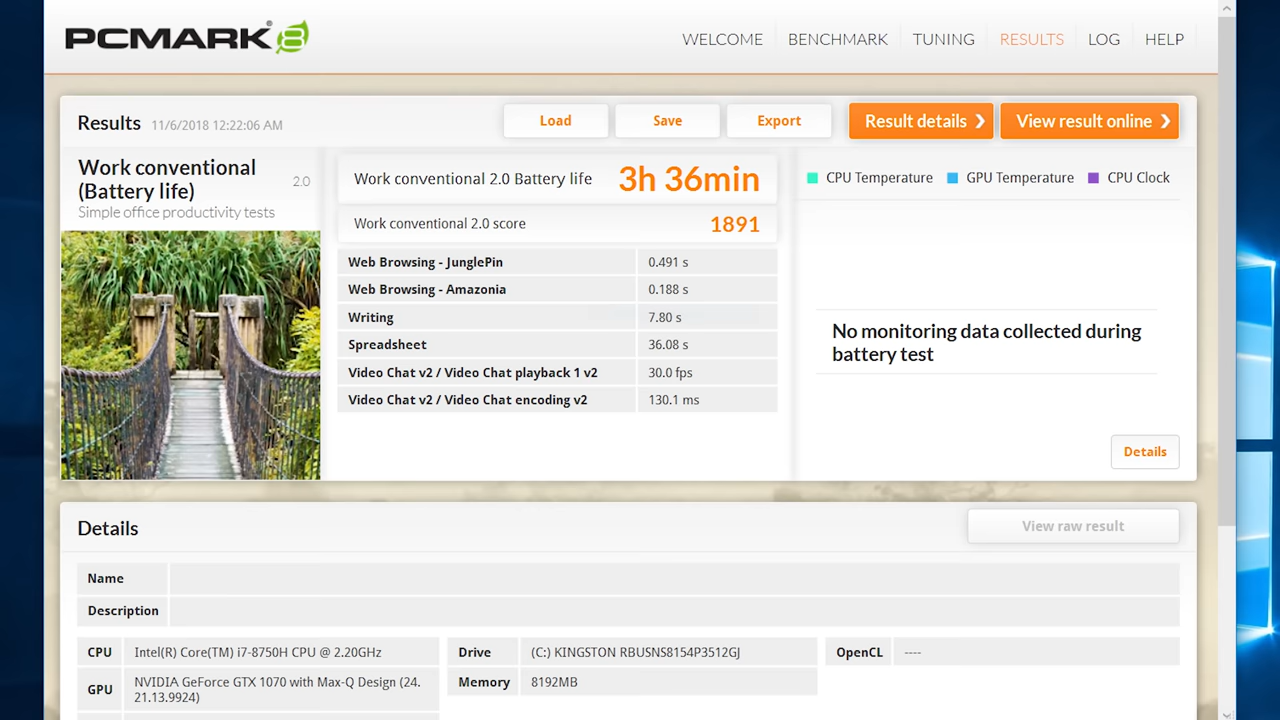 PCMARK® 8
WELCOME BENCHMARK TUNING RESULTS LOG HELP
Results 11/6/2018 12:22:06 AM Load Save Export Result details ❯ View result online ❯
Work conventional
(Battery life)
2.0
Simple office productivity tests
Work conventional 2.0 Battery life 3h 36min
Work conventional 2.0 score 1891
Web Browsing - JunglePin 0.491 s
Web Browsing - Amazonia 0.188 s
Writing 7.80 s
Spreadsheet 36.08 s
Video Chat v2 / Video Chat playback 1 v2 30.0 fps
Video Chat v2 / Video Chat encoding v2 130.1 ms
CPU Temperature GPU Temperature CPU Clock
No monitoring data collected during
battery test
Details
Details View raw result
Name
Description
CPU Intel(R) Core(TM) i7-8750H CPU @ 2.20GHz
GPU NVIDIA GeForce GTX 1070 with Max-Q Design (24.
21.13.9924)
Drive (C:) KINGSTON RBUSNS8154P3512GJ
Memory 8192MB
OpenCL ----